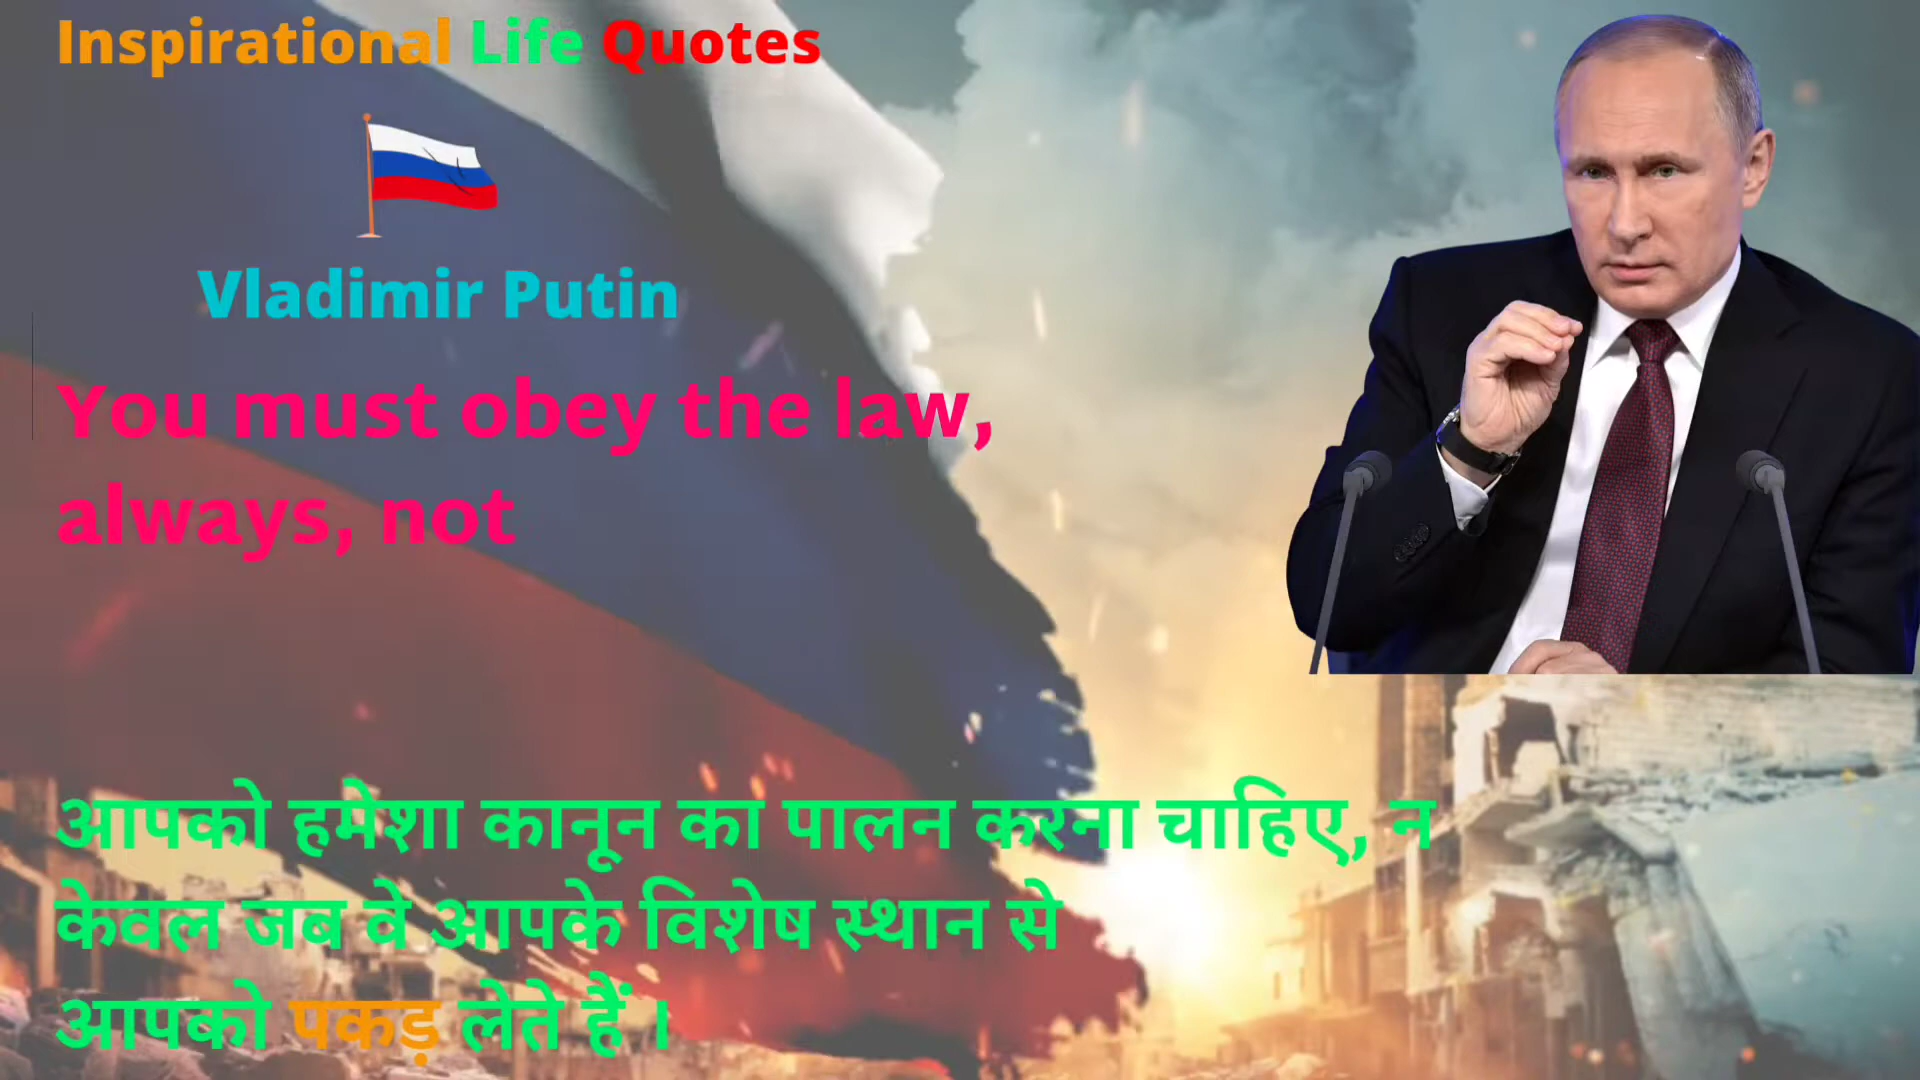 Inspirational Life Quotes
Vladimir Putin
You must obey the law,
always, not
आपको हमेशा कानून का पालन करना चाहिए, न
केवल जब वे आपके विशेष स्थान से
आपको पकड़ लेते हैं ।